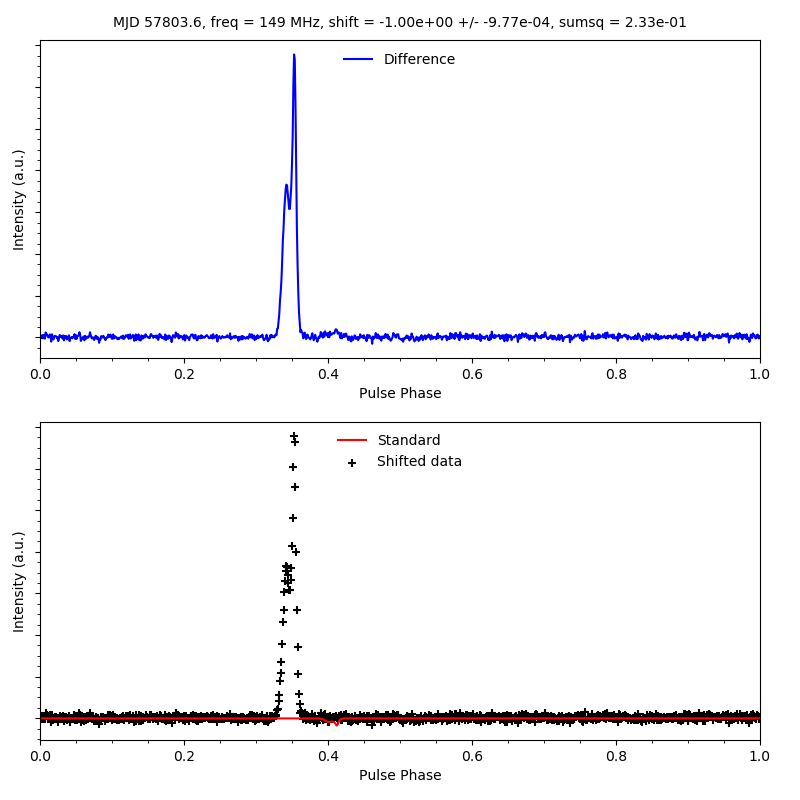 MJD 57803.6, freq = 149 MHz, shift = -1.00e+00 +/- -9.77e-04, sumsq = 2.33e-01
Difference
Intensity (a.u.)
0.0 0.2 0.4 0.6 0.8 1.0
Pulse Phase
Standard
Shifted data
Intensity (a.u.)
0.0 0.2 0.4 0.6 0.8 1.0
Pulse Phase